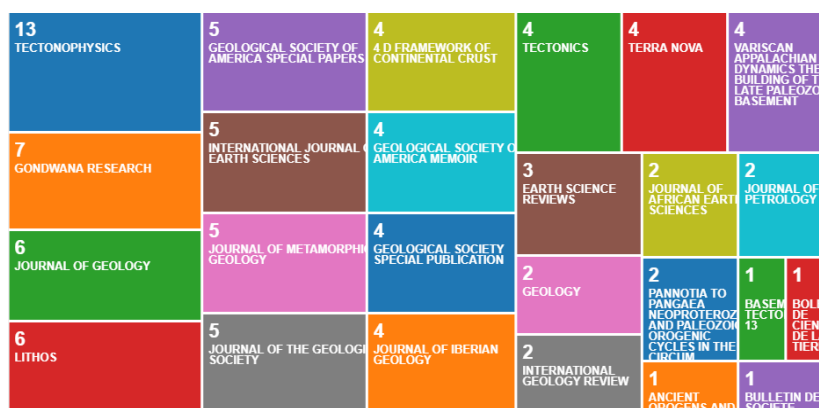 13
TECTONOPHYSICS
7
GONDWANA RESEARCH
6
JOURNAL OF GEOLOGY
6
LITHOS
5
GEOLOGICAL SOCIETY OF
AMERICA SPECIAL PAPERS
5
INTERNATIONAL JOURNAL
EARTH SCIENCES
5
JOURNAL OF METAMORPHI
GEOLOGY
5
JOURNAL OF THE GEOLOGI
SOCIETY
4
4 D FRAMEWORK OF
CONTINENTAL CRUST
4
GEOLOGICAL SOCIETY O
AMERICA MEMOIR
4
GEOLOGICAL SOCIETY
SPECIAL PUBLICATION
4
JOURNAL OF IBERIAN
GEOLOGY
4
TECTONICS
4
TERRA NOVA
4
VARISCAN
APPALACHIAN
DYNAMICS THE
BUILDING OF T
LATE PALEOZO
BASEMENT
3
EARTH SCIENCE
REVIEWS
2
JOURNAL OF
AFRICAN EART
SCIENCES
2
JOURNAL OF
PETROLOGY
2
GEOLOGY
2
INTERNATIONAL
GEOLOGY REVIEW
2
PANNOTIA TO
PANGAEA
NEOPROTEROZ
AND PALEOZOI
OROGENIC
CYCLES IN THE
CIRCUM
1
BASEM
TECTO
13
1
BOL
DE
CIEN
DE L
TIER
1
ANCIENT
OROGENS AND
1
BULLETIN DE
SOCIETE